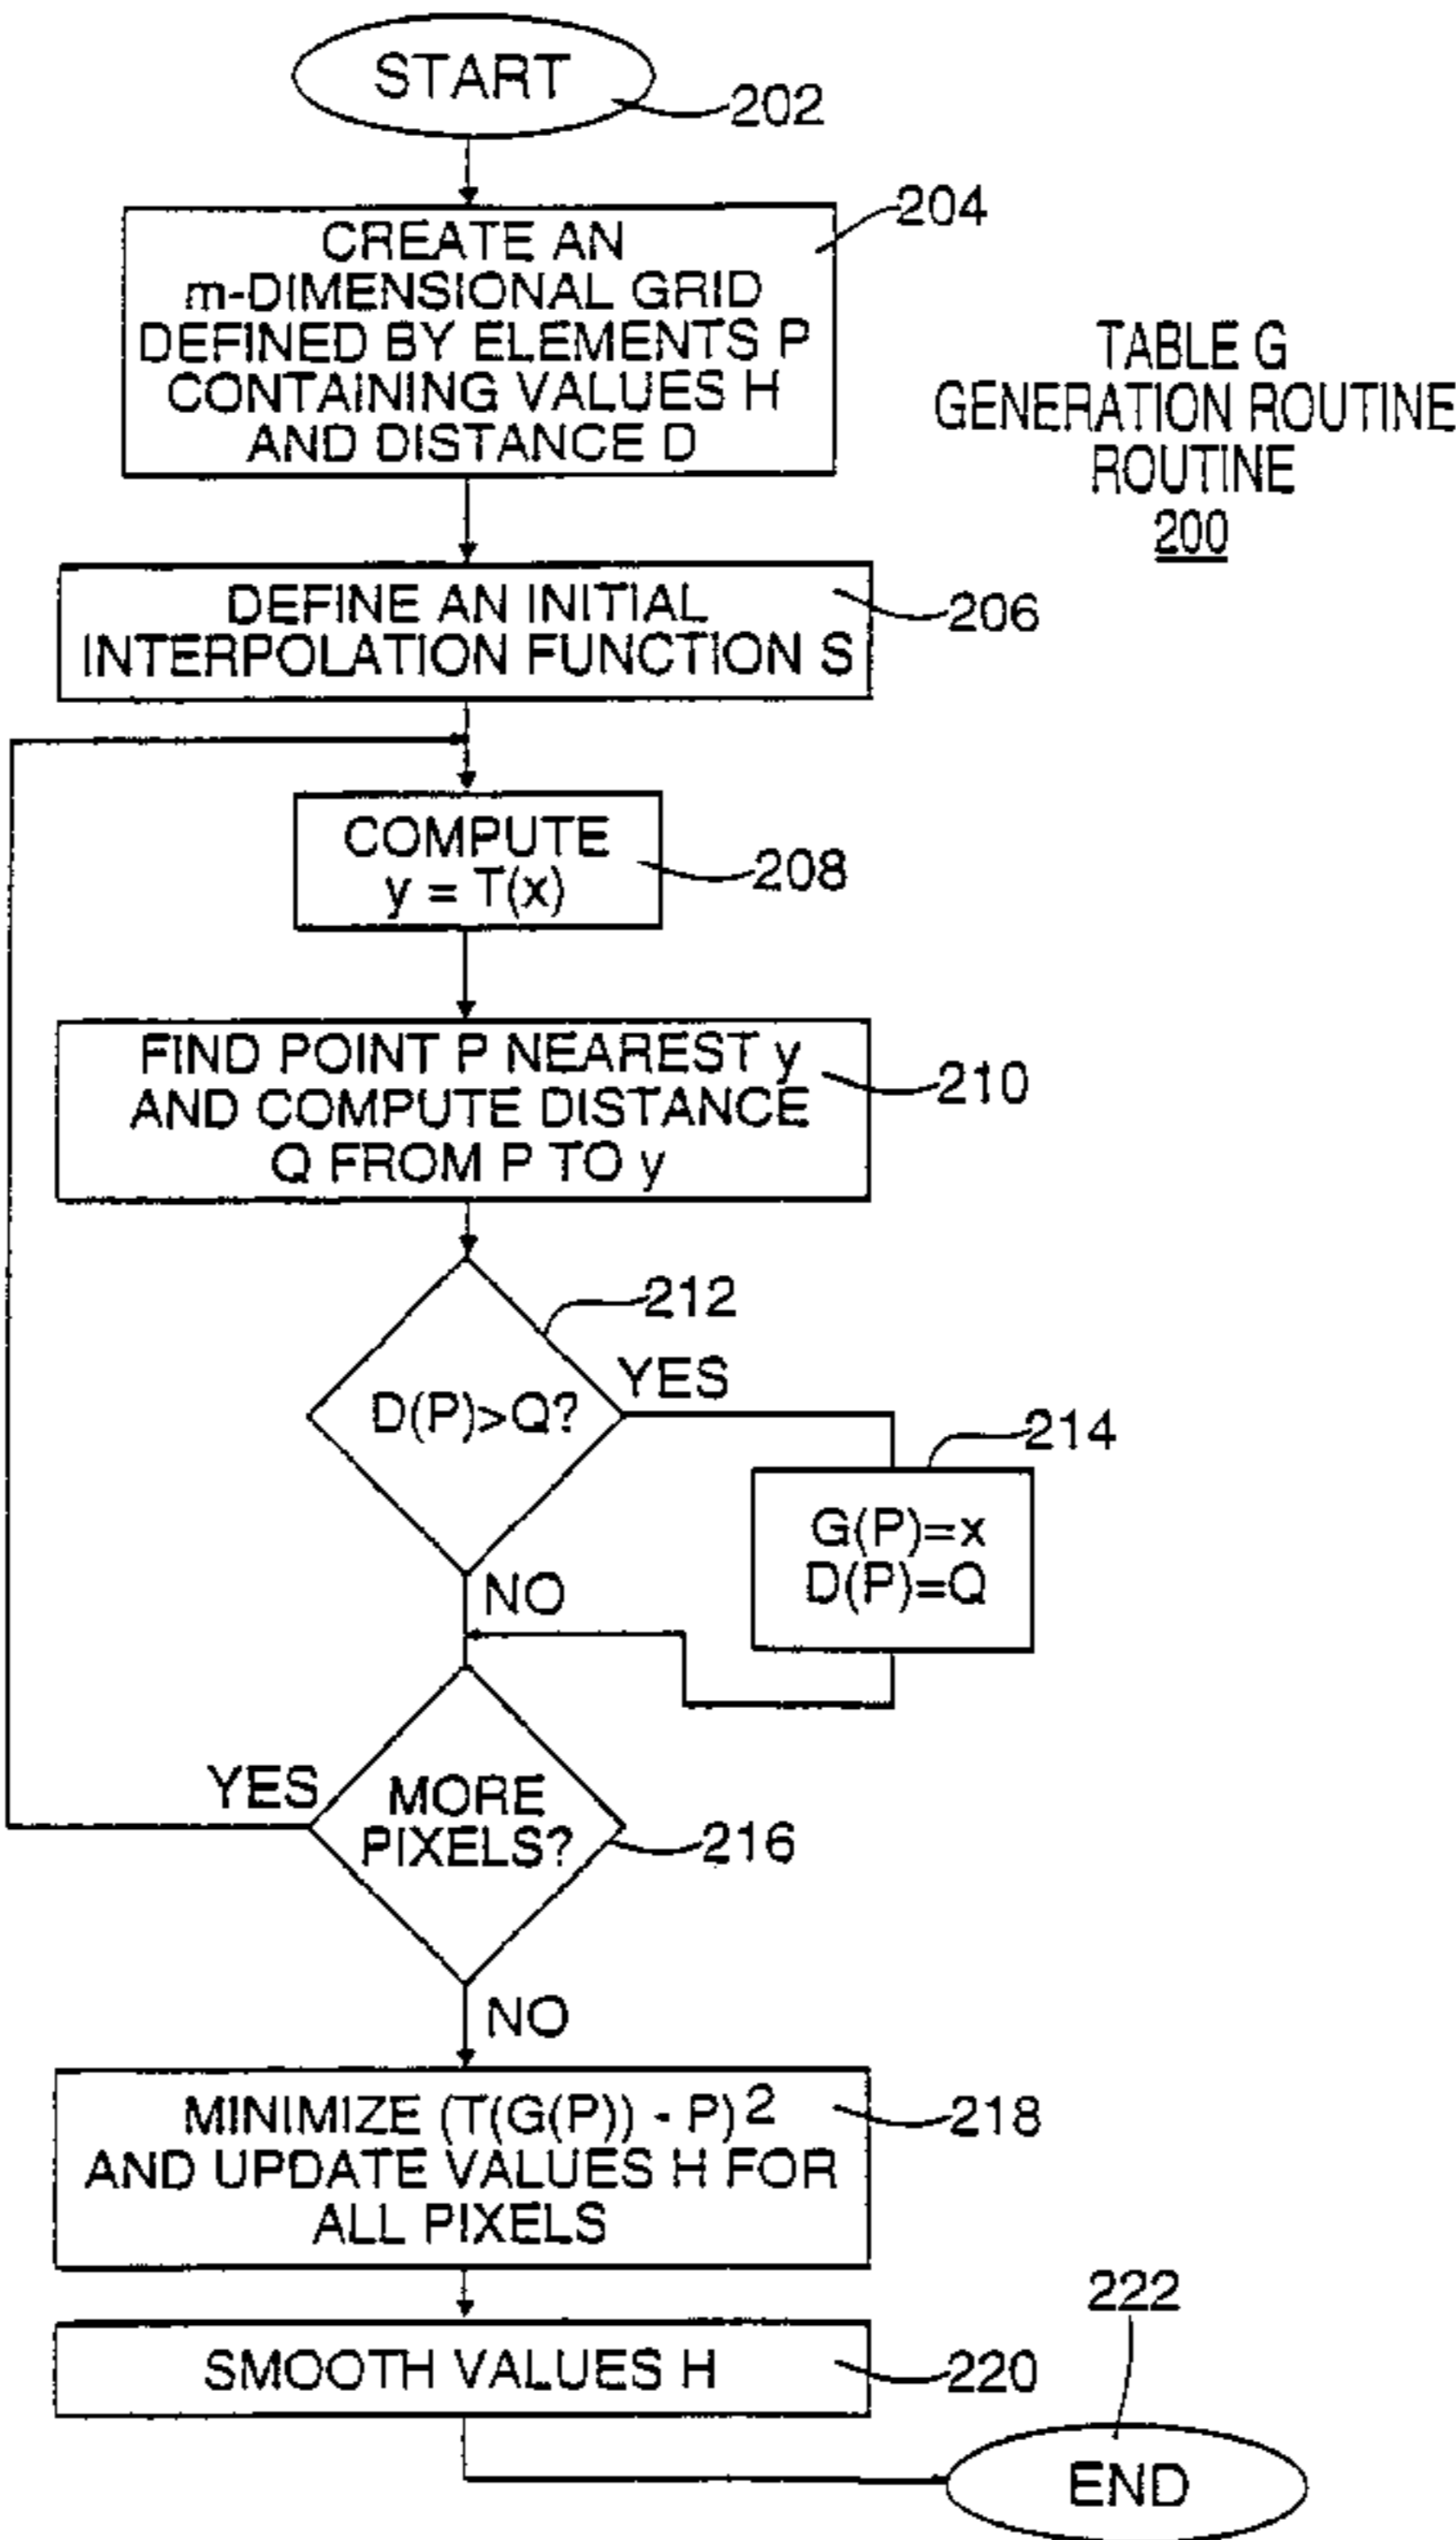 START
202
CREATE AN
m-DIMENSIONAL GRID
DEFINED BY ELEMENTS P
CONTAINING VALUES H
AND DISTANCE D
204
TABLE G
GENERATION ROUTINE
ROUTINE
200
DEFINE AN INITIAL
INTERPOLATION FUNCTION S
206
COMPUTE
y = T(x)
208
FIND POINT P NEAREST y
AND COMPUTE DISTANCE
Q FROM P TO y
210
212
D(P)>Q?
YES
214
G(P)=x
D(P)=Q
NO
YES
MORE
PIXELS?
216
NO
MINIMIZE (T(G(P)) - P)2
AND UPDATE VALUES H FOR
ALL PIXELS
218
SMOOTH VALUES H
220
222
END